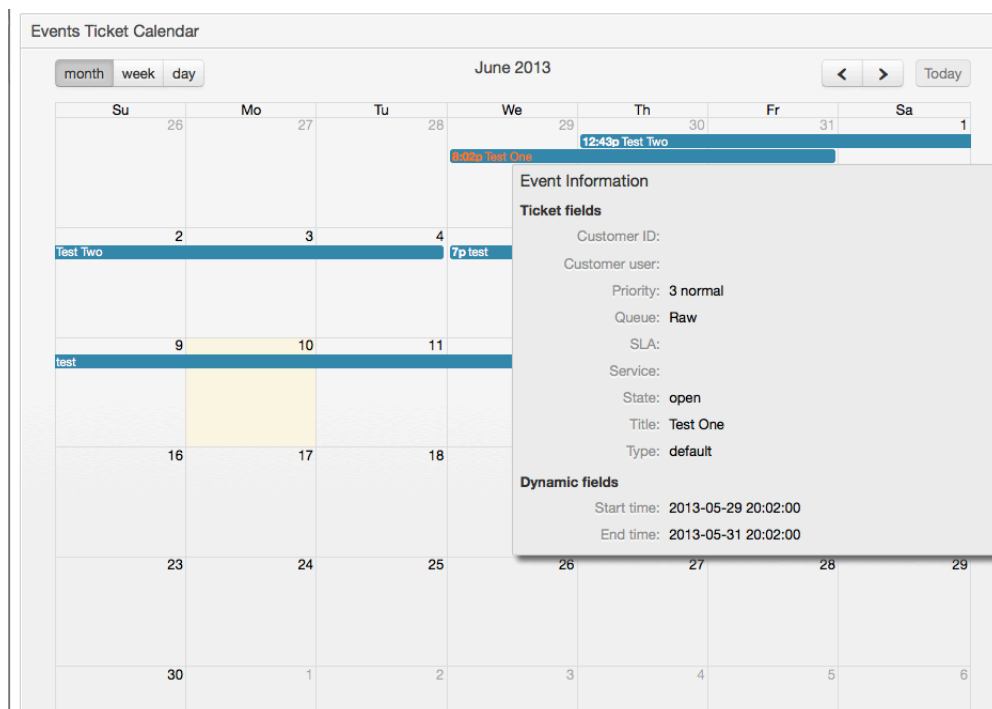 Events Ticket Calendar
month week day June 2013 < > Today
Su Mo Tu We Th Fr Sa
26 27 28 29 30 31 1
12:43p Test Two
8:02p Test One
Event Information
Ticket fields
Customer ID:
Customer user:
Priority: 3 normal
Queue: Raw
SLA:
Service:
State: open
Title: Test One
Type: default
Dynamic fields
Start time: 2013-05-29 20:02:00
End time: 2013-05-31 20:02:00
2 3 4
Test Two 7p test
9 10 11
test
16 17 18
23 24 25 26 27 28 29
30 1 2 3 4 5 6